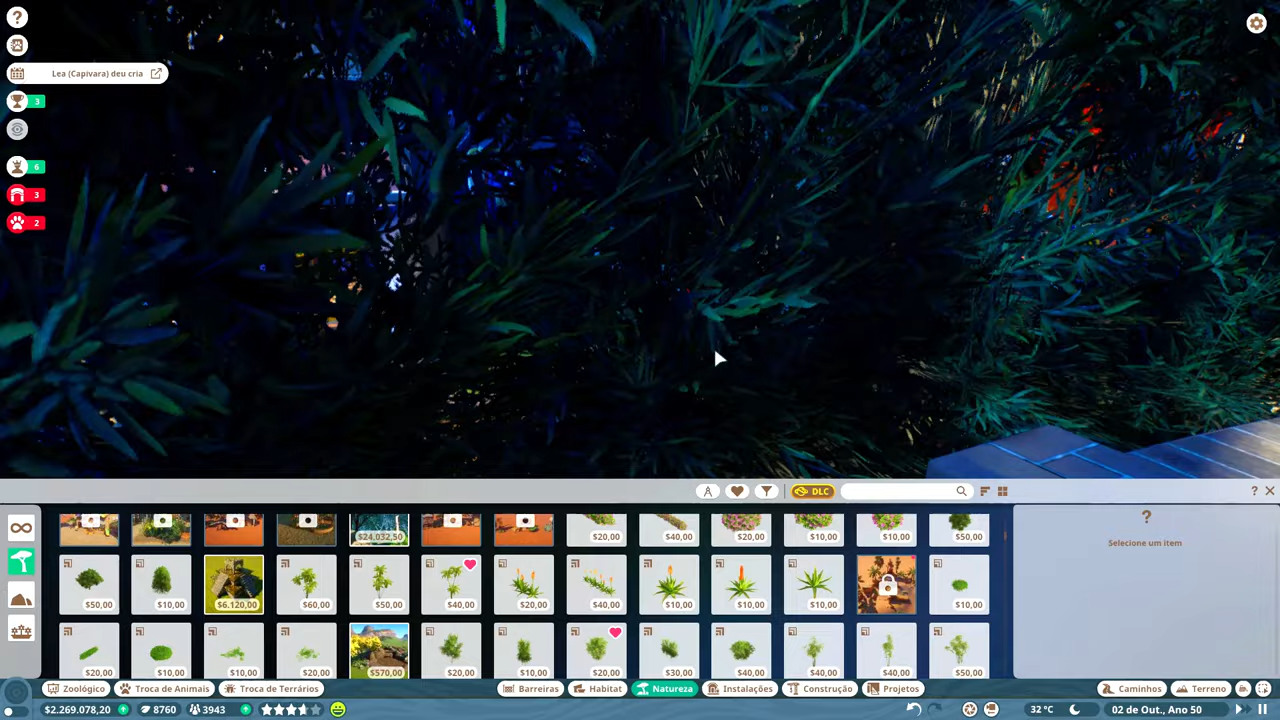 ?
Lea (Capivara) deu cria
3
6
3
2
DLC
?
$24.032,50
$20,00
$40,00
$20,00
$10,00
$10,00
$50,00
$50,00
$10,00
$6.120,00
$60,00
$50,00
$40,00
$20,00
$40,00
$10,00
$10,00
$10,00
$10,00
$20,00
$10,00
$10,00
$20,00
$570,00
$20,00
$10,00
$20,00
$30,00
$40,00
$40,00
$40,00
$50,00
?
Selecione um item
Zoológico
Troca de Animais
Troca de Terrários
Barreiras
Habitat
Natureza
Instalações
Construção
Projetos
Caminhos
Terreno
$2.269.078,20
8760
3943
32 °C
02 de Out., Ano 50